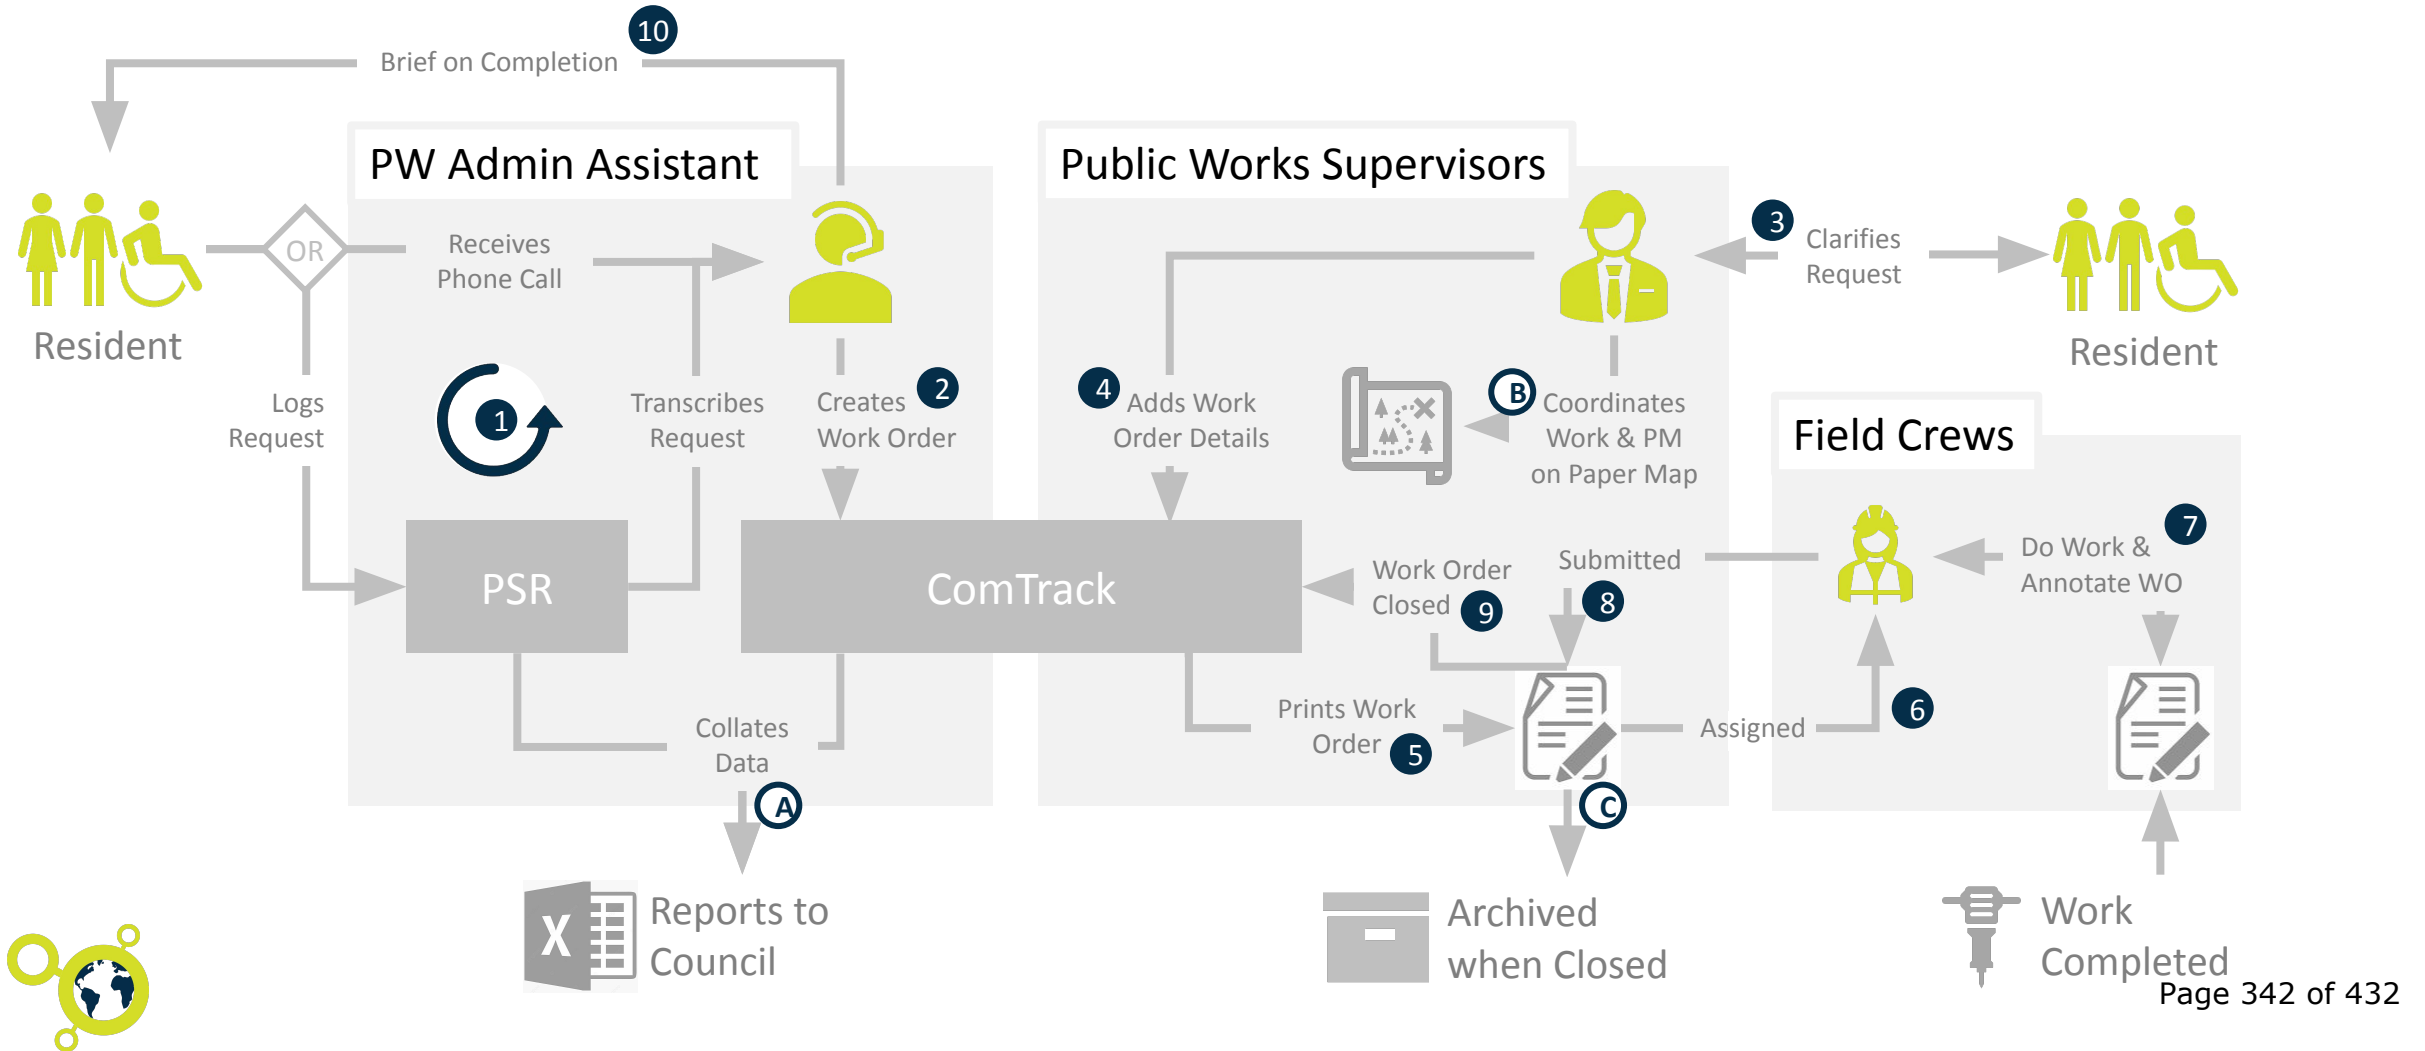 10
Brief on Completion
PW Admin Assistant
Public Works Supervisors
Resident
OR
Receives
Phone Call
3
Clarifies
Request
Resident
Logs
Request
1
Transcribes
Request
2
Creates
Work Order
4
Adds Work
Order Details
B
Coordinates
Work & PM
on Paper Map
Field Crews
PSR
ComTrack
Work Order
Closed
9
Submitted
8
7
Do Work &
Annotate WO
Collates
Data
A
Prints Work
Order
5
Assigned
6
C
X
Reports to
Council
Archived
when Closed
Work
Completed
Page 342 of 432